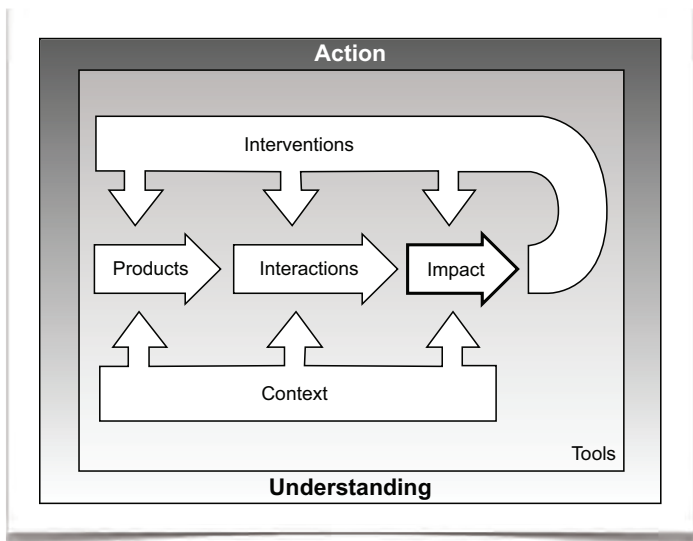 Action
Interventions
Products
Interactions
Impact
Context
Tools
Understanding